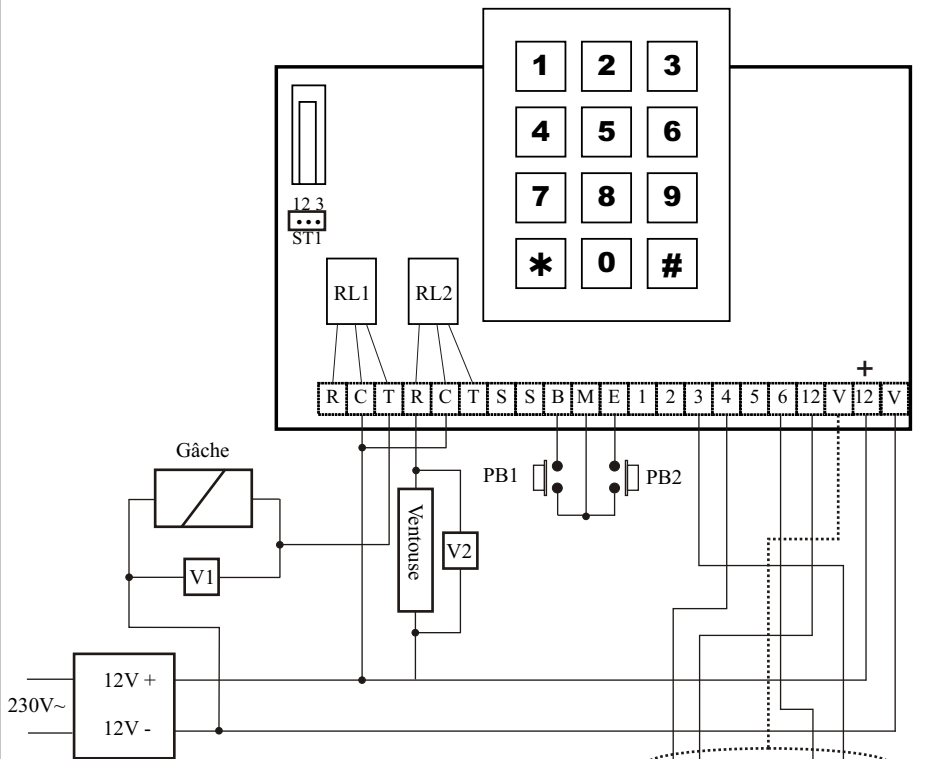 1 2 3
4 5 6
7 8 9
* 0 #
12 3
ST1
RL1 RL2
+
R C T R C T S S B M E 1 2 3 4 5 6 12 V 12 V
Gâche
PB1 PB2
Ventouse
V2
V1
12V +
230V~
12V -